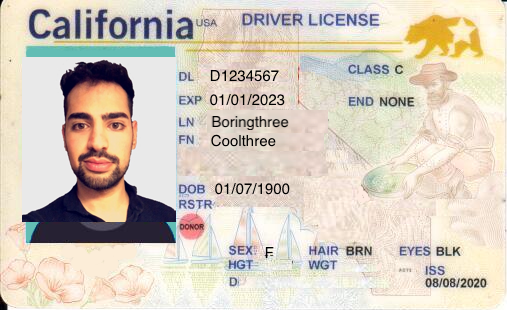 California USA DRIVER LICENSE
DL D1234567 CLASS C
EXP 01/01/2023 END NONE
LN Boringthree
FN Coolthree
DOB 01/07/1900
RSTR
DONOR
SEX F HAIR BRN EYES BLK
HGT WGT ISS
D 08/08/2020